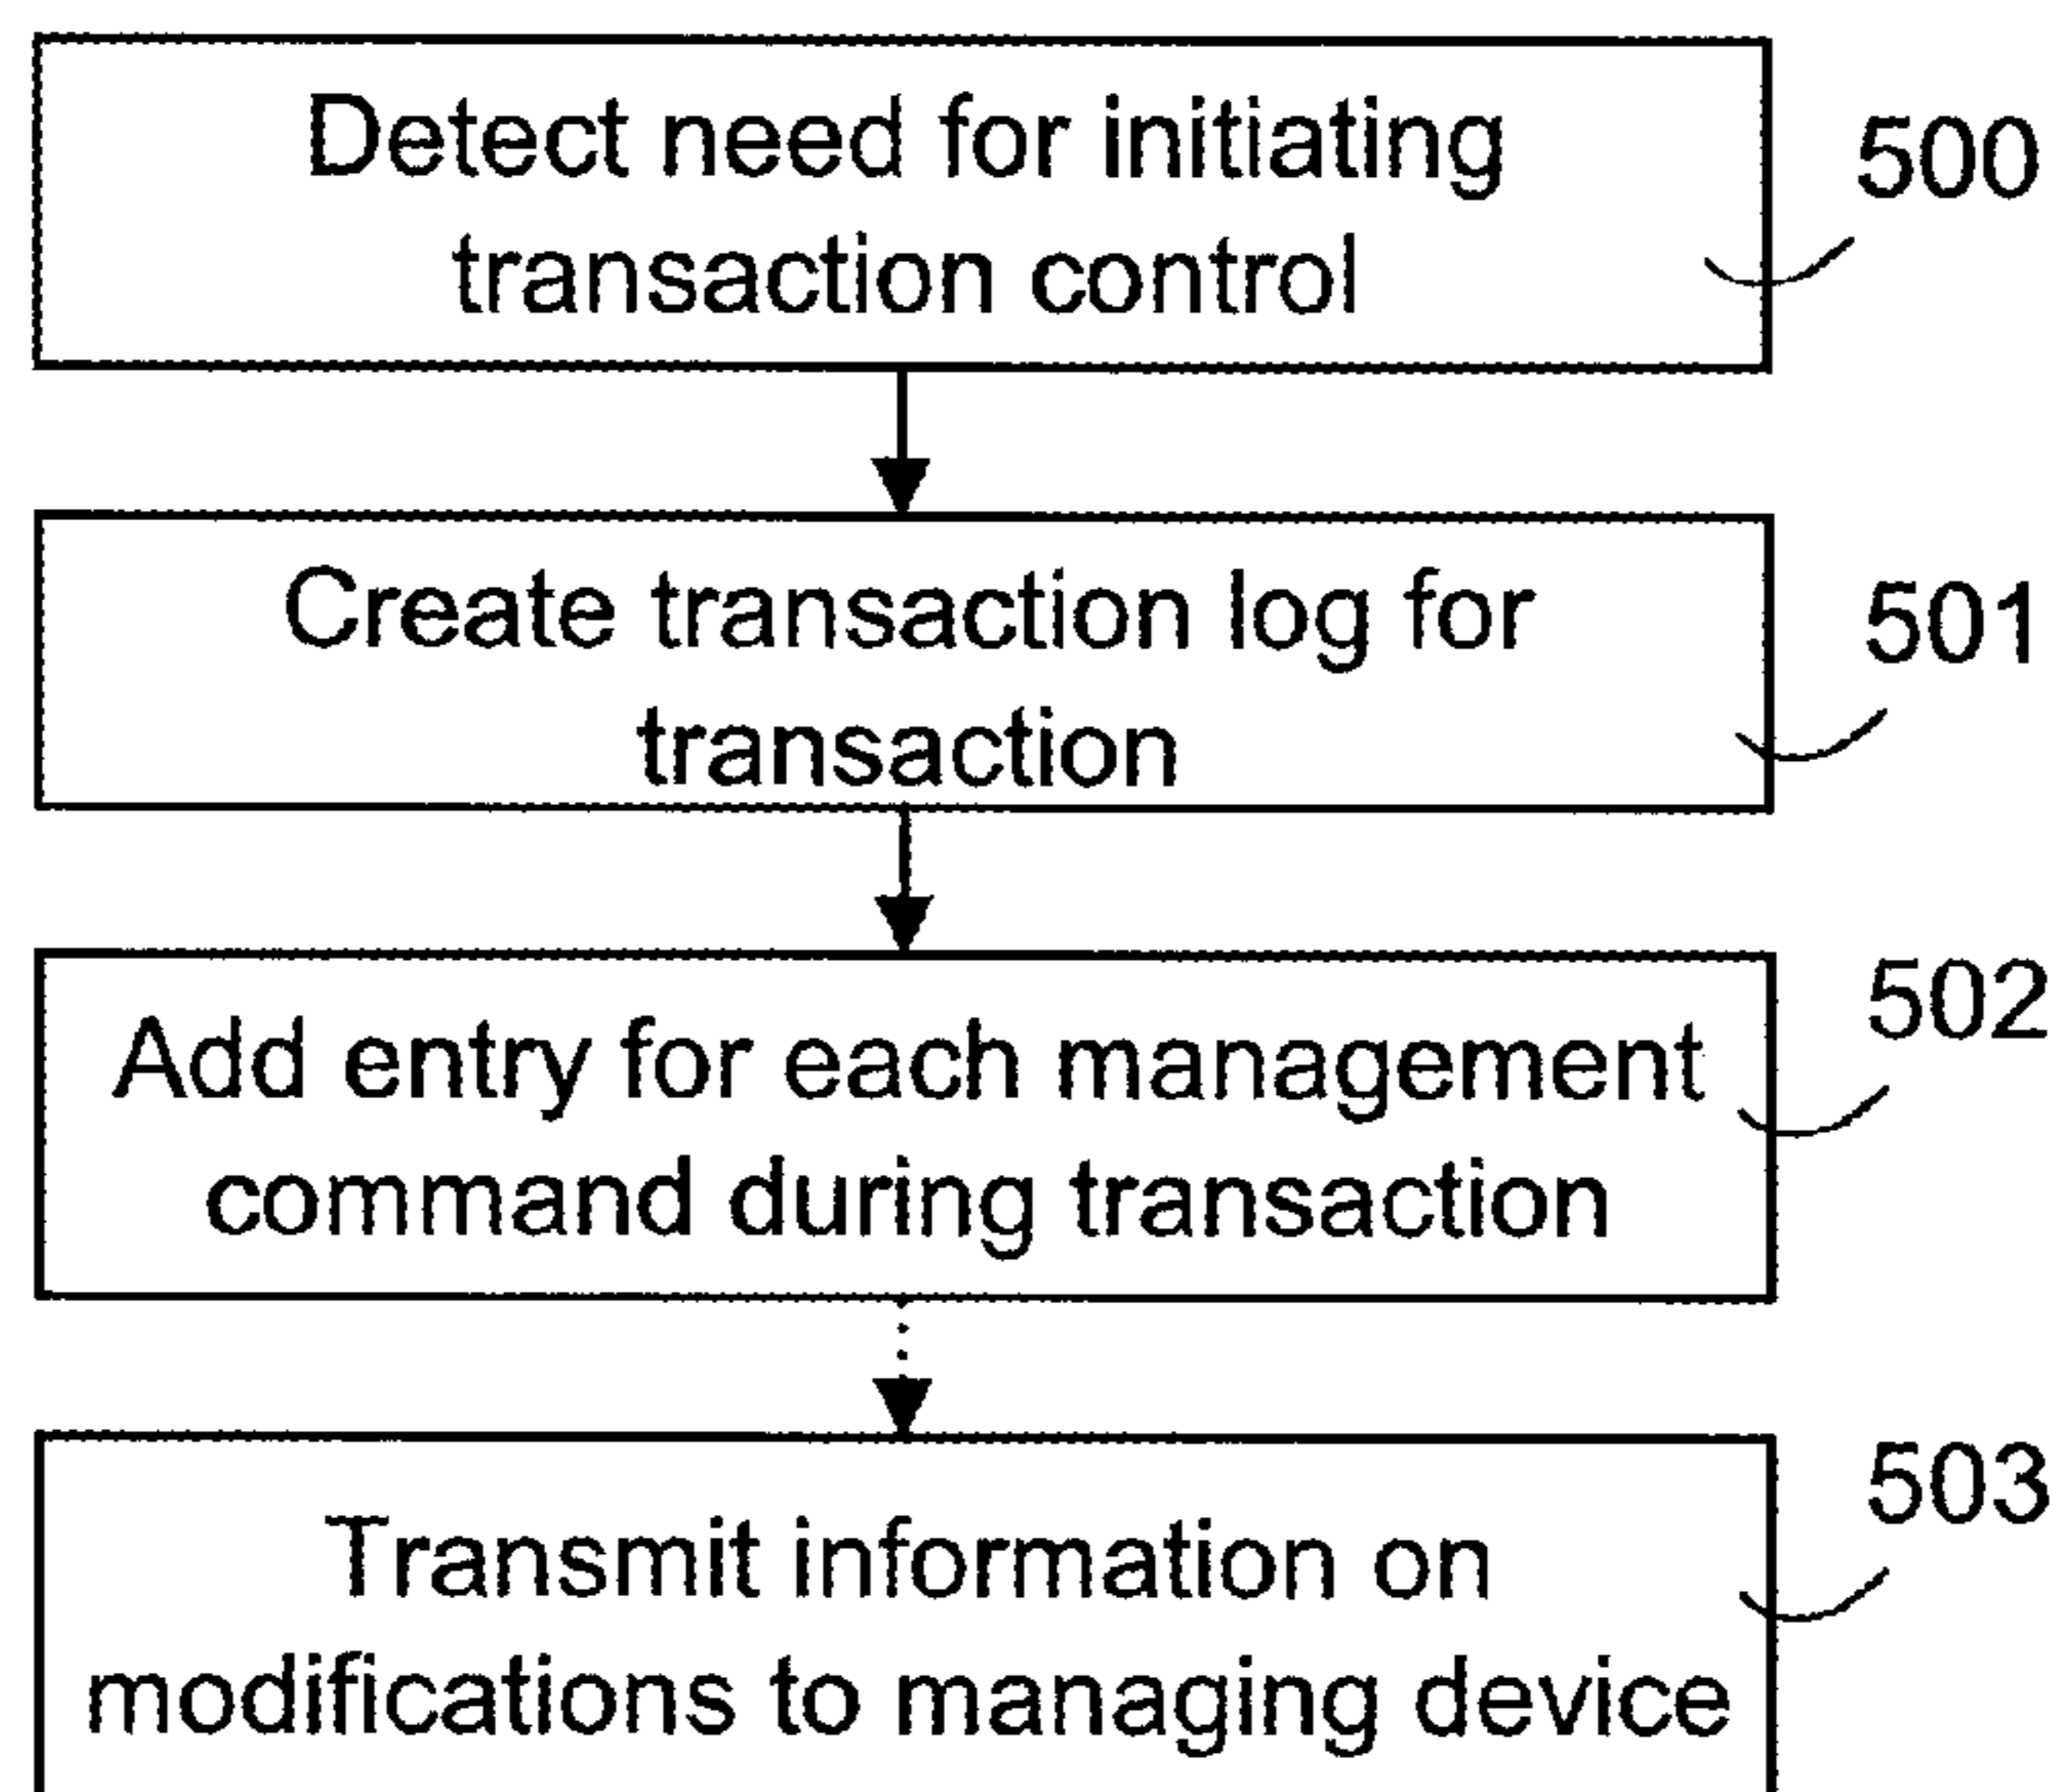 Detect need for initiating
transaction control
500
Create transaction log for
transaction
501
Add entry for each management
command during transaction
502
Transmit information on
modifications to managing device
503